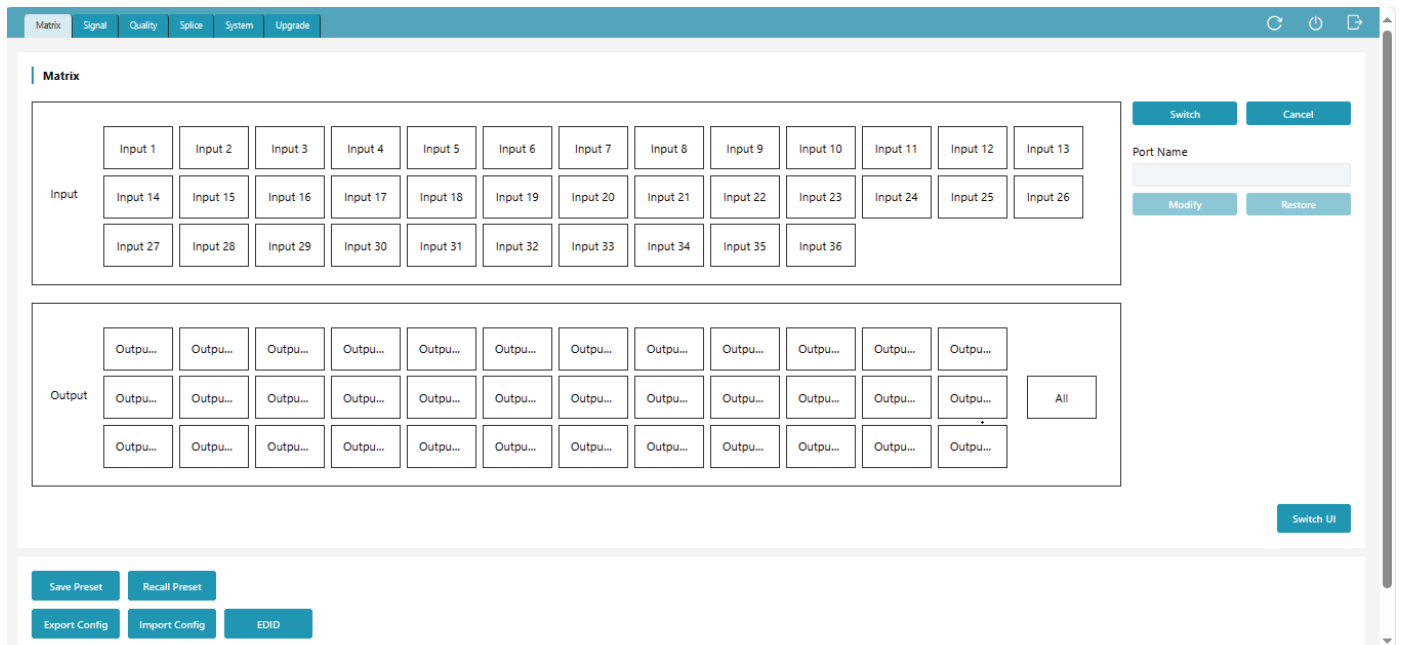 Matrix Signal Quality Splice System Upgrade
Matrix
Switch Cancel
Input 1 Input 2 Input 3 Input 4 Input 5 Input 6 Input 7 Input 8 Input 9 Input 10 Input 11 Input 12 Input 13
Port Name
Input
Input 14 Input 15 Input 16 Input 17 Input 18 Input 19 Input 20 Input 21 Input 22 Input 23 Input 24 Input 25 Input 26
Modify Restore
Input 27 Input 28 Input 29 Input 30 Input 31 Input 32 Input 33 Input 34 Input 35 Input 36
Outpu... Outpu... Outpu... Outpu... Outpu... Outpu... Outpu... Outpu... Outpu... Outpu... Outpu... Outpu...
Output
Outpu... Outpu... Outpu... Outpu... Outpu... Outpu... Outpu... Outpu... Outpu... Outpu... Outpu... Outpu... All
Outpu... Outpu... Outpu... Outpu... Outpu... Outpu... Outpu... Outpu... Outpu... Outpu... Outpu... Outpu...
Switch UI
Save Preset Recall Preset
Export Config Import Config EDID